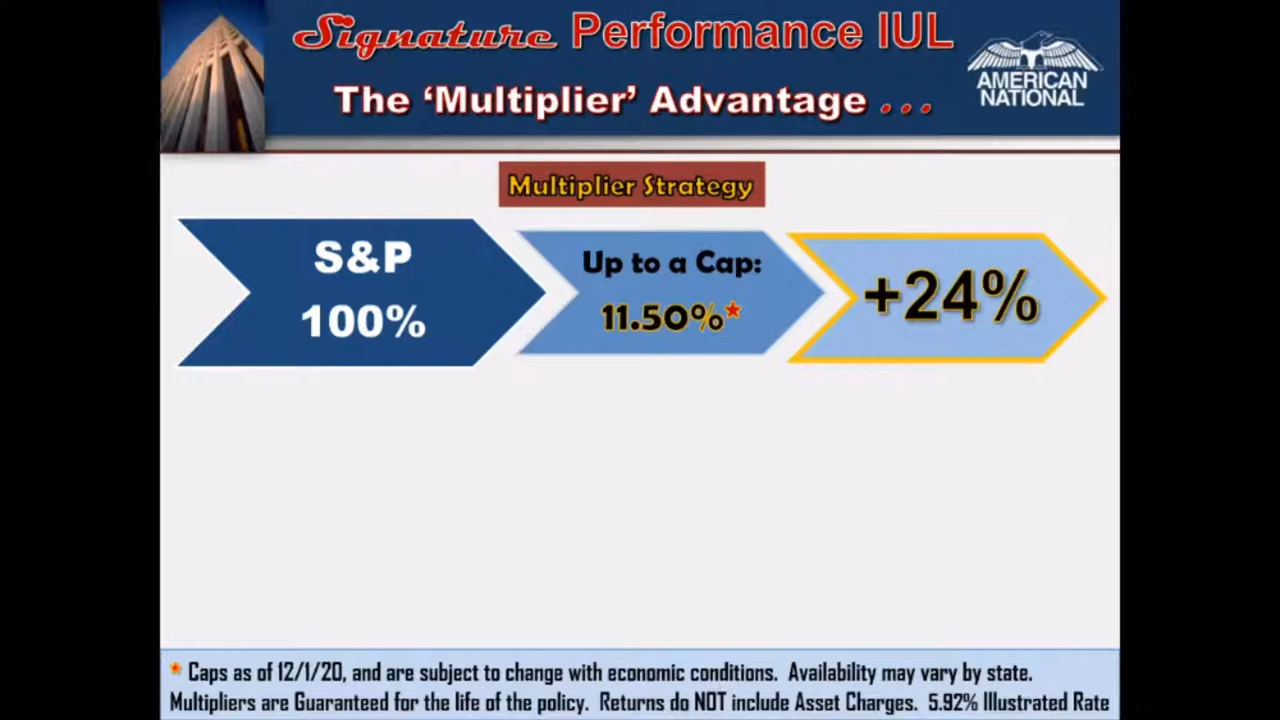 Signature Performance IUL
The ‘Multiplier’ Advantage . . .
AMERICAN
NATIONAL
Multiplier Strategy
S&P
100%
Up to a Cap:
11.50%*
+24%
* Caps as of 12/1/20, and are subject to change with economic conditions. Availability may vary by state.
Multipliers are Guaranteed for the life of the policy. Returns do NOT include Asset Charges. 5.92% Illustrated Rate